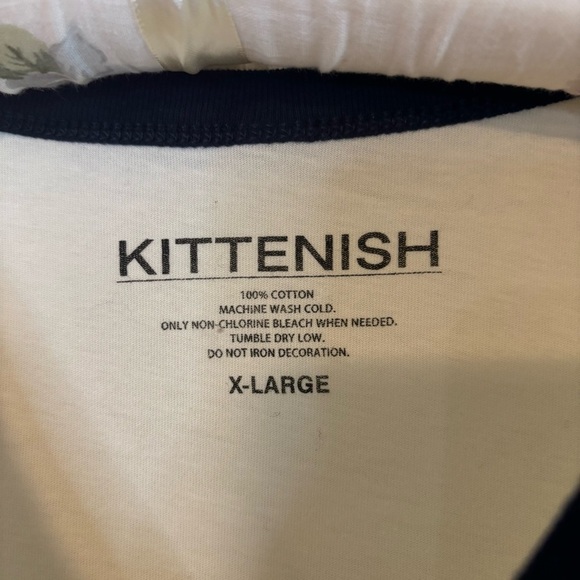 KITTENISH
100% COTTON
MACHINE WASH COLD.
ONLY NON-CHLORINE BLEACH WHEN NEEDED.
TUMBLE DRY LOW.
DO NOT IRON DECORATION.
X-LARGE